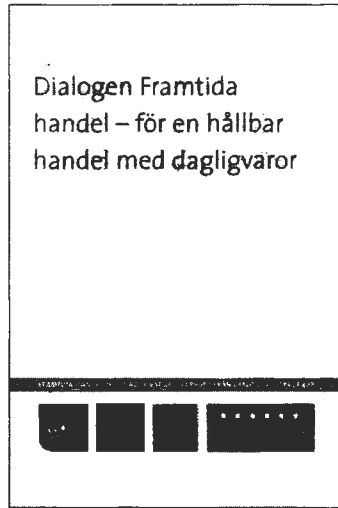 Dialogen Framtida
handel – för en hållbar
handel med dagligvaror